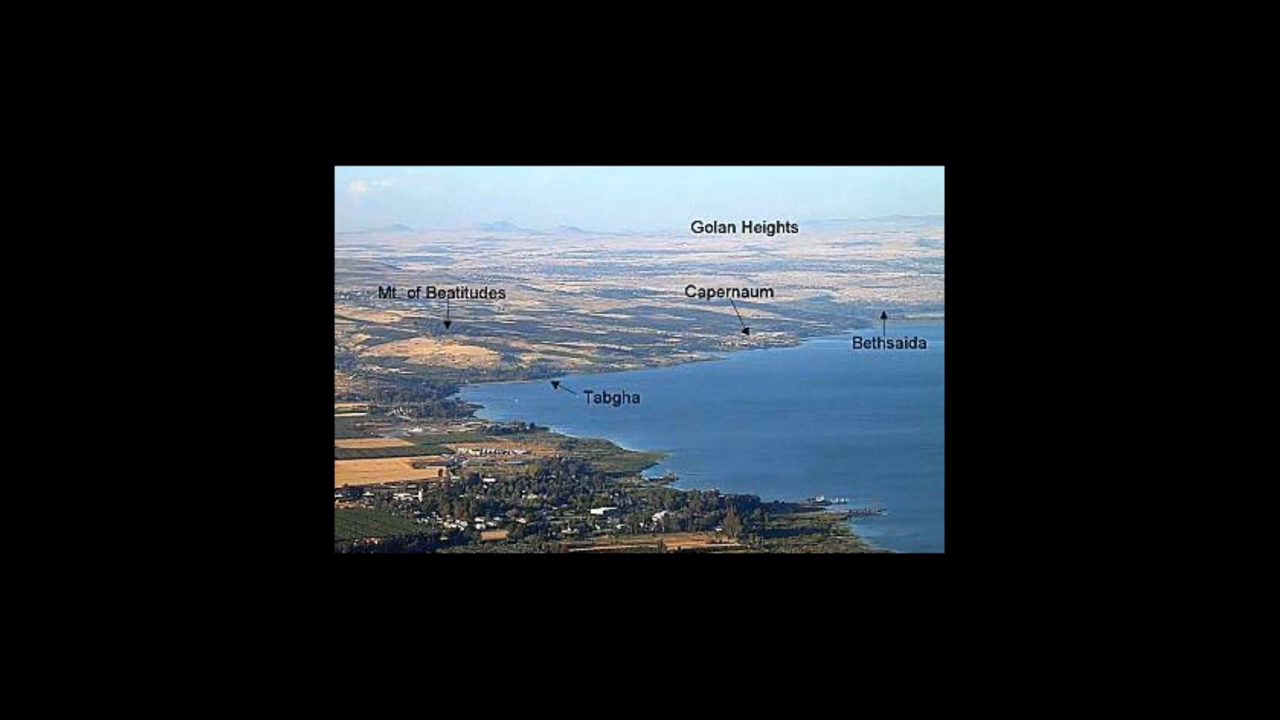 Golan Heights
Mt. of Beatitudes
Capernaum
Bethsaida
Tabgha